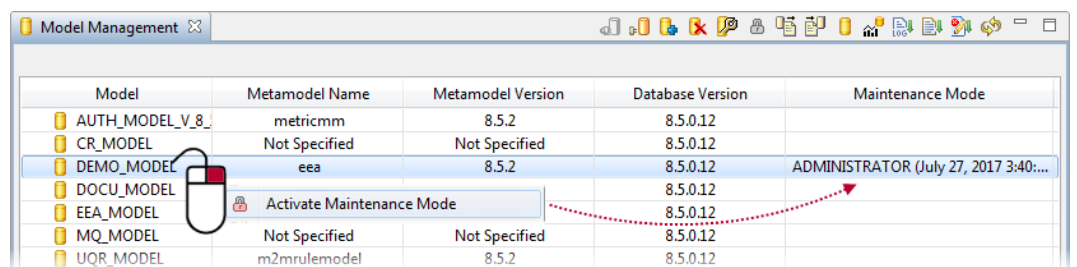 Model Management
LOG
Model Metamodel Name Metamodel Version Database Version Maintenance Mode
AUTH_MODEL_V_8_ metricmm 8.5.2 8.5.0.12
CR_MODEL Not Specified Not Specified 8.5.0.12
DEMO_MODEL eea 8.5.2 8.5.0.12 ADMINISTRATOR (July 27, 2017 3:40:...
DOCU_MODEL 8.5.0.12
Activate Maintenance Mode
EEA_MODEL 8.5.0.12
MQ_MODEL Not Specified Not Specified 8.5.0.12
UQR_MODEL m2mrulemodel 8.5.2 8.5.0.12